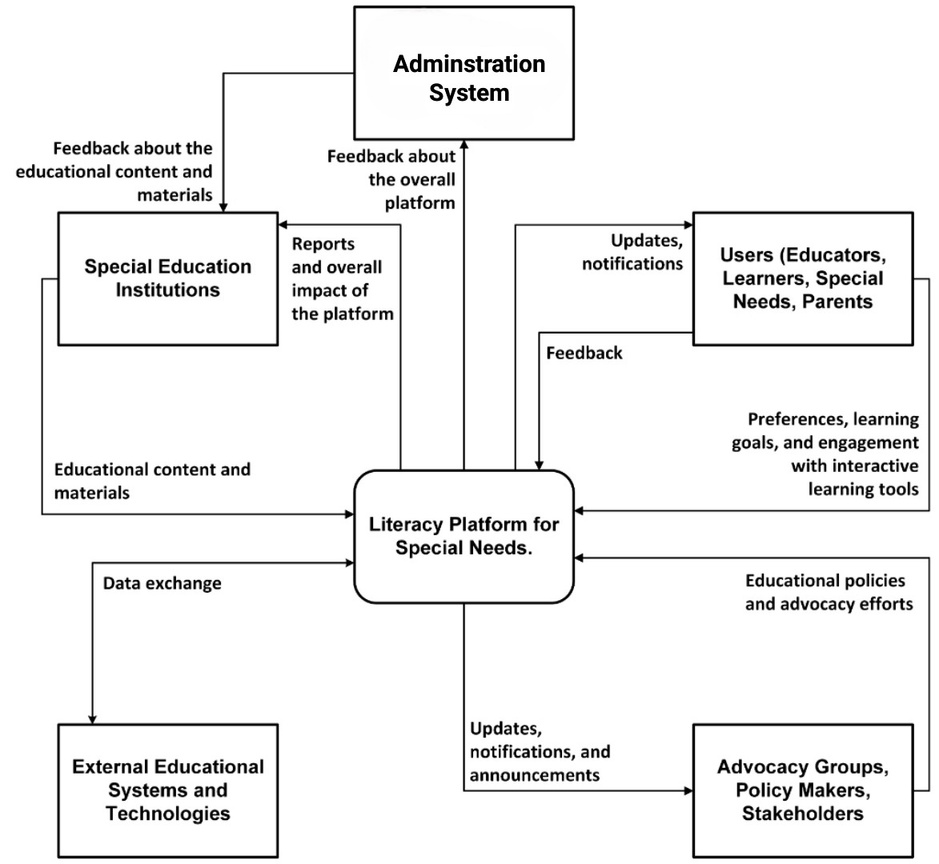 Adminstration
System
Feedback about the
educational content and
materials
Feedback about
the overall
platform
Special Education
Institutions
Reports
and overall
impact of
the platform
Updates,
notifications
Users (Educators,
Learners, Special
Needs, Parents
Feedback
Preferences, learning
goals, and engagement
with interactive
learning tools
Educational content and
materials
Literacy Platform for
Special Needs.
Data exchange
Educational policies
and advocacy efforts
Updates,
notifications, and
announcements
External Educational
Systems and
Technologies
Advocacy Groups,
Policy Makers,
Stakeholders